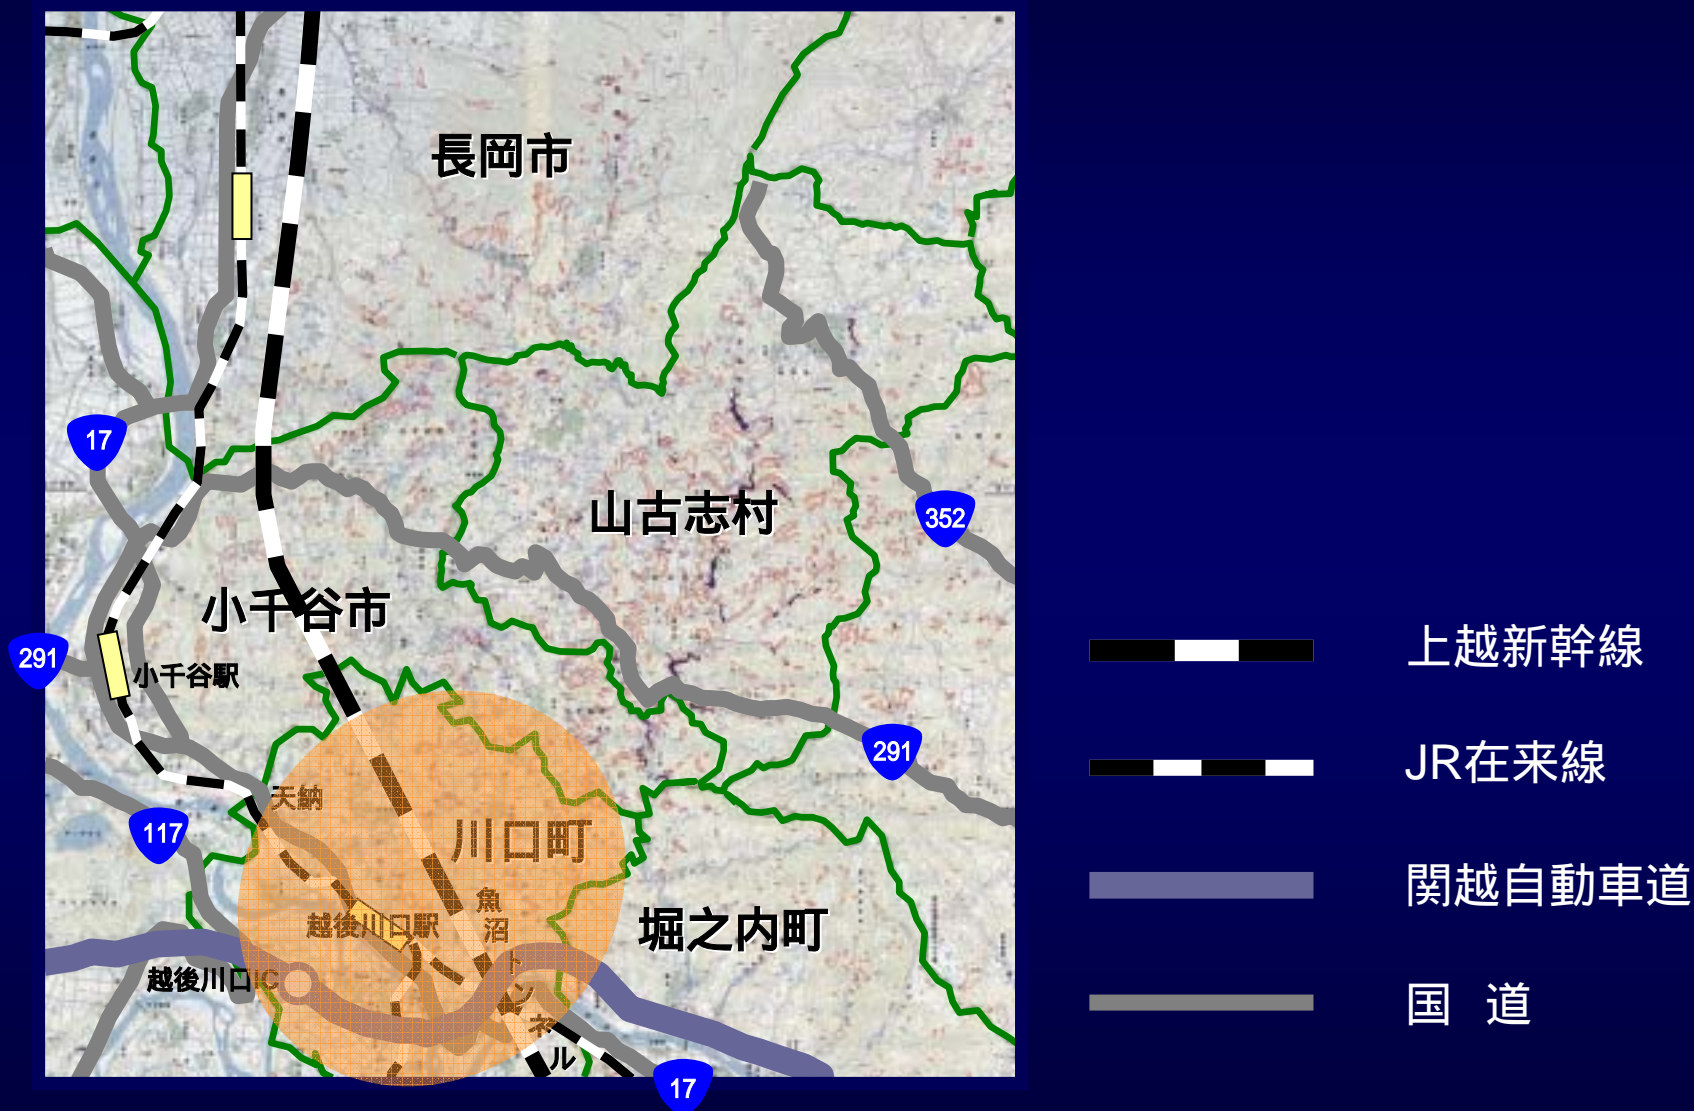 長岡市
17
山古志村
352
小千谷市
291
小千谷駅
291
天納
117
川口町
魚沼トンネル
越後川口駅
堀之内町
越後川口IC
17
上越新幹線
JR在来線
関越自動車道
国 道